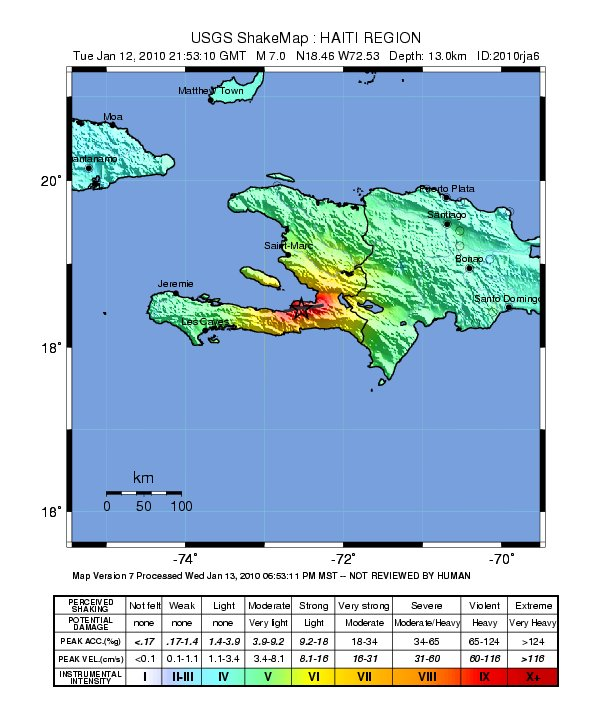 USGS ShakeMap : HAITI REGION
Tue Jan 12, 2010 21:53:10 GMT M 7.0 N18.46 W72.53 Depth: 13.0km ID:2010rja6
Matthew Town
Moa
antanamo
20°
Puerto Plata
Santiago
Saint-Marc
Bonao
Jeremie
Santo Domingo
Les Cayes
18°
km
0 50 100
18°
-74° -72° -70°
Map Version 7 Processed Wed Jan 13, 2010 06:53:11 PM MST -- NOT REVIEWED BY HUMAN
PERCEIVED SHAKING Not felt Weak Light Moderate Strong Very strong Severe Violent Extreme
POTENTIAL DAMAGE none none none Very light Light Moderate Moderate/Heavy Heavy Very Heavy
PEAK ACC.(%g) <.17 .17-1.4 1.4-3.9 3.9-9.2 9.2-18 18-34 34-65 65-124 >124
PEAK VEL.(cm/s) <0.1 0.1-1.1 1.1-3.4 3.4-8.1 8.1-16 16-31 31-60 60-116 >116
INSTRUMENTAL INTENSITY I II-III IV V VI VII VIII IX X+